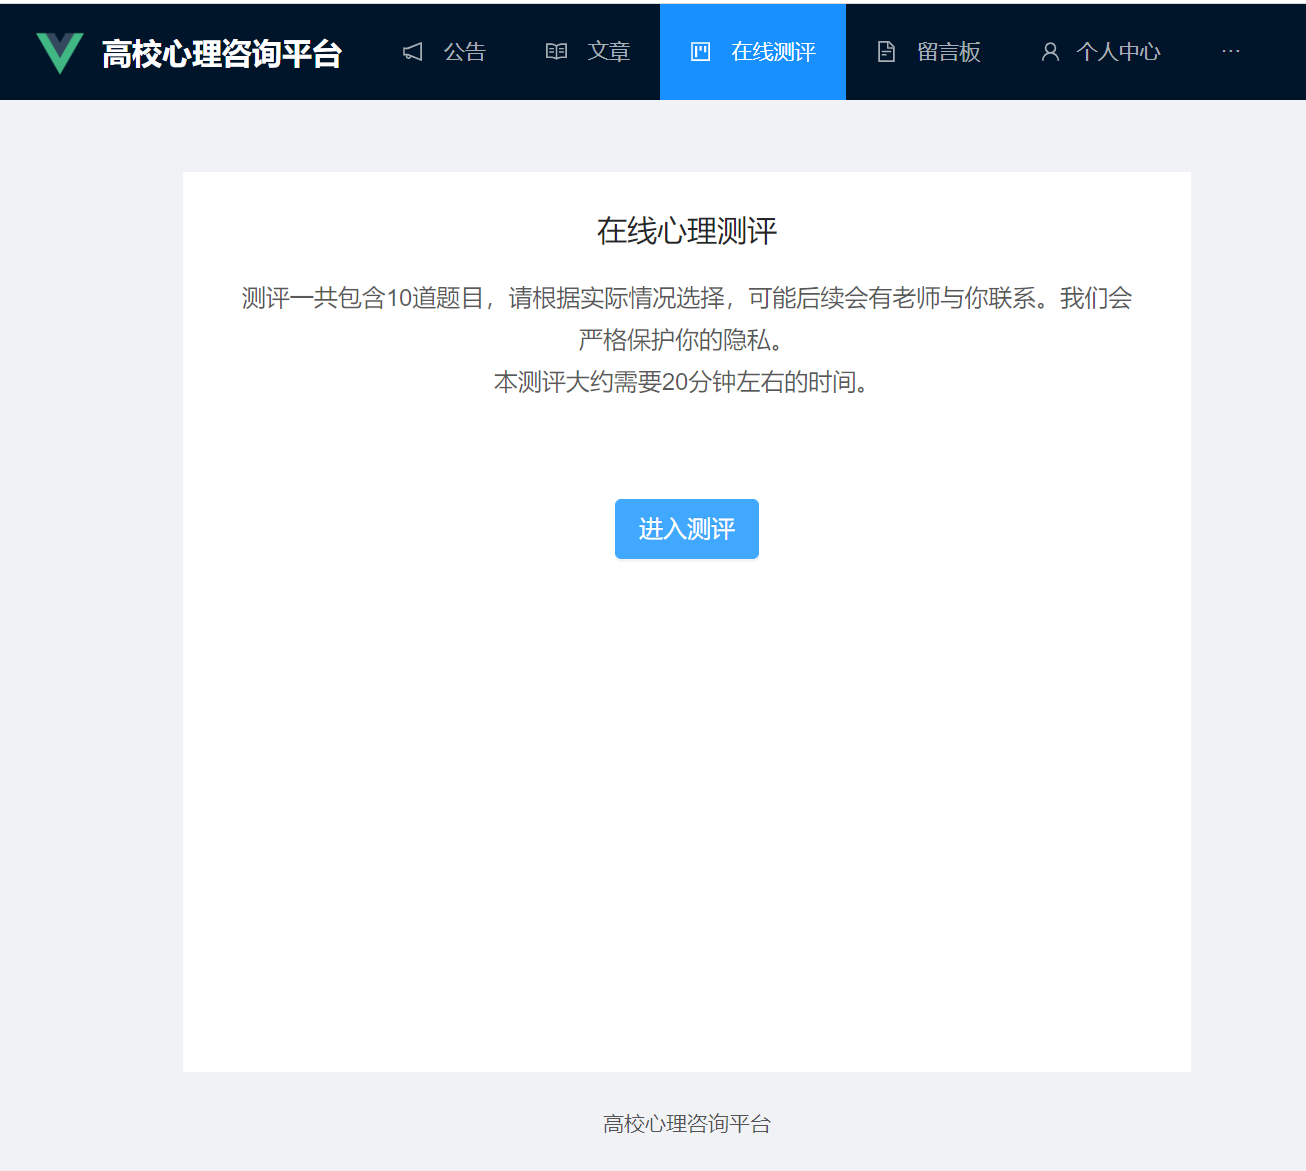 高校心理咨询平台 公告 文章 在线测评 留言板 个人中心 ···
在线心理测评
测评一共包含10道题目，请根据实际情况选择，可能后续会有老师与你联系。我们会
严格保护你的隐私。
本测评大约需要20分钟左右的时间。
进入测评
高校心理咨询平台